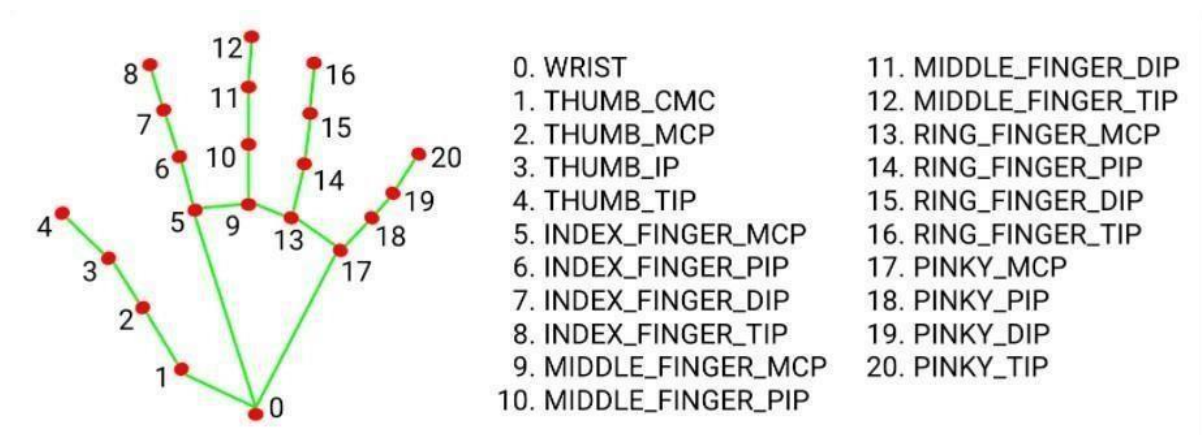 12
8
16
11
7
15
10
6
20
14
19
4
5
9
18
13
3
17
2
1
0
0. WRIST
1. THUMB_CMC
2. THUMB_MCP
3. THUMB_IP
4. THUMB_TIP
5. INDEX_FINGER_MCP
6. INDEX_FINGER_PIP
7. INDEX_FINGER_DIP
8. INDEX_FINGER_TIP
9. MIDDLE_FINGER_MCP
10. MIDDLE_FINGER_PIP
11. MIDDLE_FINGER_DIP
12. MIDDLE_FINGER_TIP
13. RING_FINGER_MCP
14. RING_FINGER_PIP
15. RING_FINGER_DIP
16. RING_FINGER_TIP
17. PINKY_MCP
18. PINKY_PIP
19. PINKY_DIP
20. PINKY_TIP